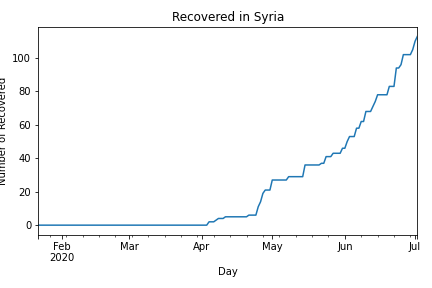 Recovered in Syria
Number of Recovered
100
80
60
40
20
0
Feb
2020
Mar
Apr
May
Jun
Jul
Day